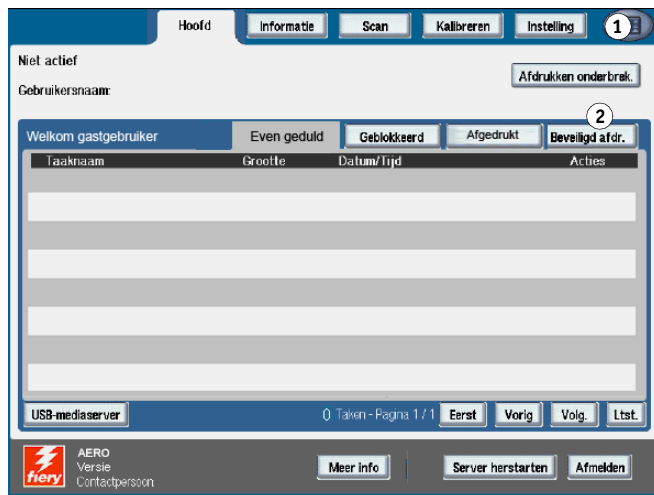 Hoofd Informatie Scan Kalibreren Instelling 1
Niet actief
Afdrukken onderbrek.
Gebruikersnaam:
2
Welkom gastgebruiker Even geduld Geblokkeerd Afgedrukt Beveiligd afdr.
Taaknaam Grootte Datum/Tijd Acties
USB-mediaserver 0 Taken - Pagina 1 / 1 Eerst Vorig Volg. Ltst.
fiery
AERO
Versie
Contactpersoon
Meer info Server herstarten Afmelden